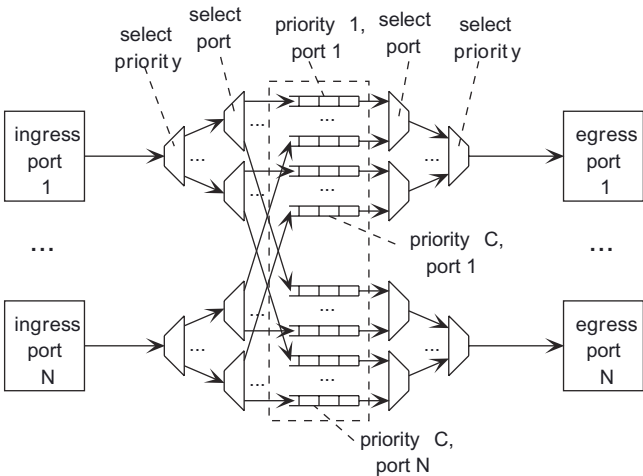 select
priority
select
port
priority 1,
port 1
select
port
select
priority
ingress
port
1
...
...
...
...
...
...
egress
port
1
...
...
priority C,
port 1
...
ingress
port
N
...
...
...
...
...
...
egress
port
N
priority C,
port N